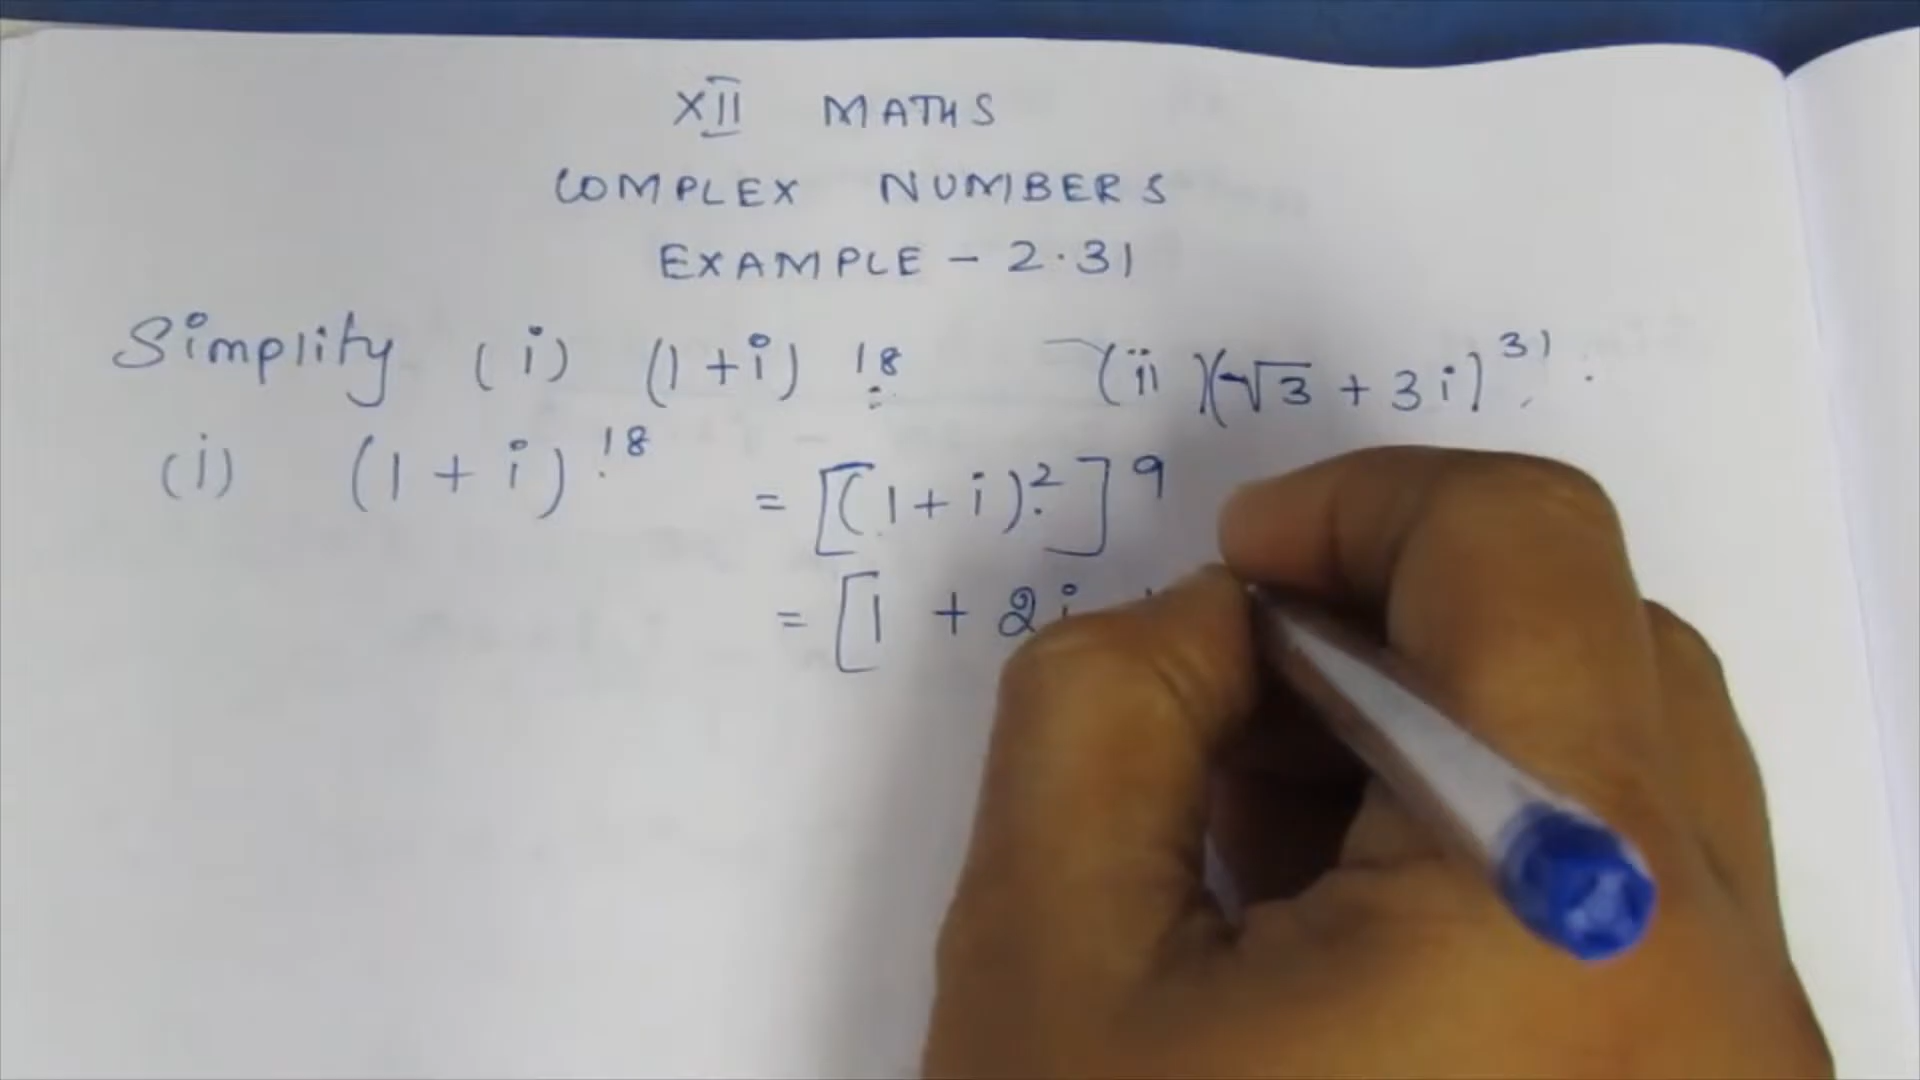 XII MATHS
COMPLEX NUMBERS
EXAMPLE - 2.31
Simplify (i) (1+i) 18 (ii) (-√3 + 3i)^31.
(i) (1 + i)^18 = [(1+i)^2]^9
= [1 + 2i +